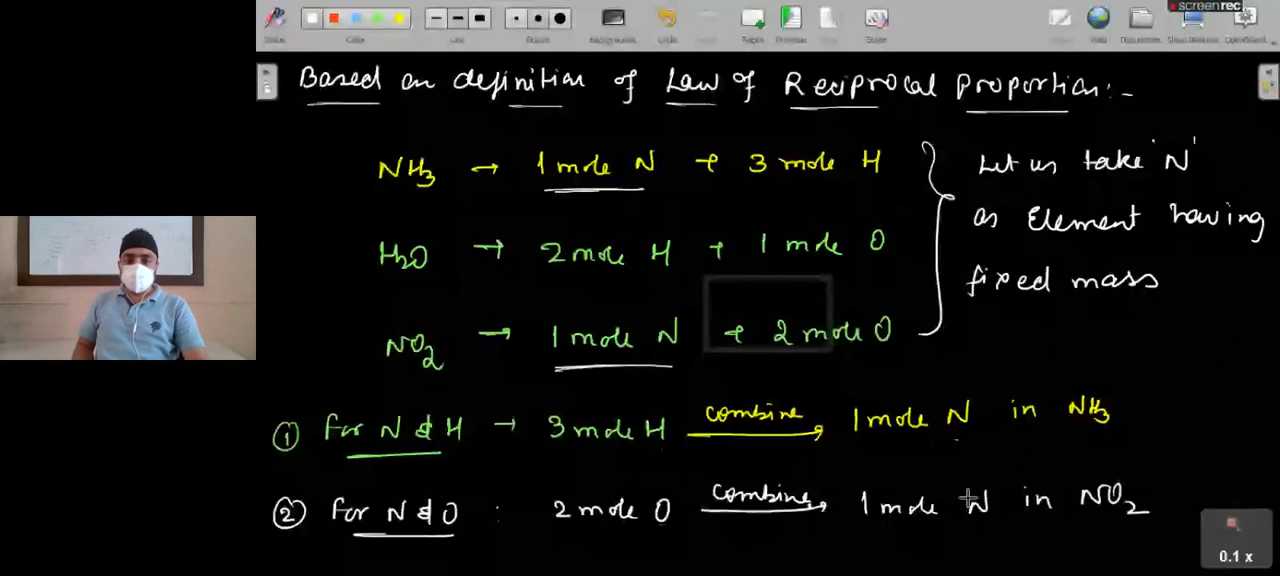 screenrec
Based on definition of Law of Reciprocal proportion:-
NH3 → 1 mole N + 3 mole H
H2O → 2 mole H + 1 mole O
NO2 → 1 mole N + 2 mole O
Let us take 'N'
as Element having
fixed mass
① For N & H → 3 mole H combine 1 mole N in NH3
② For N & O : 2 mole O combine 1 mole N in NO2
0.1 x